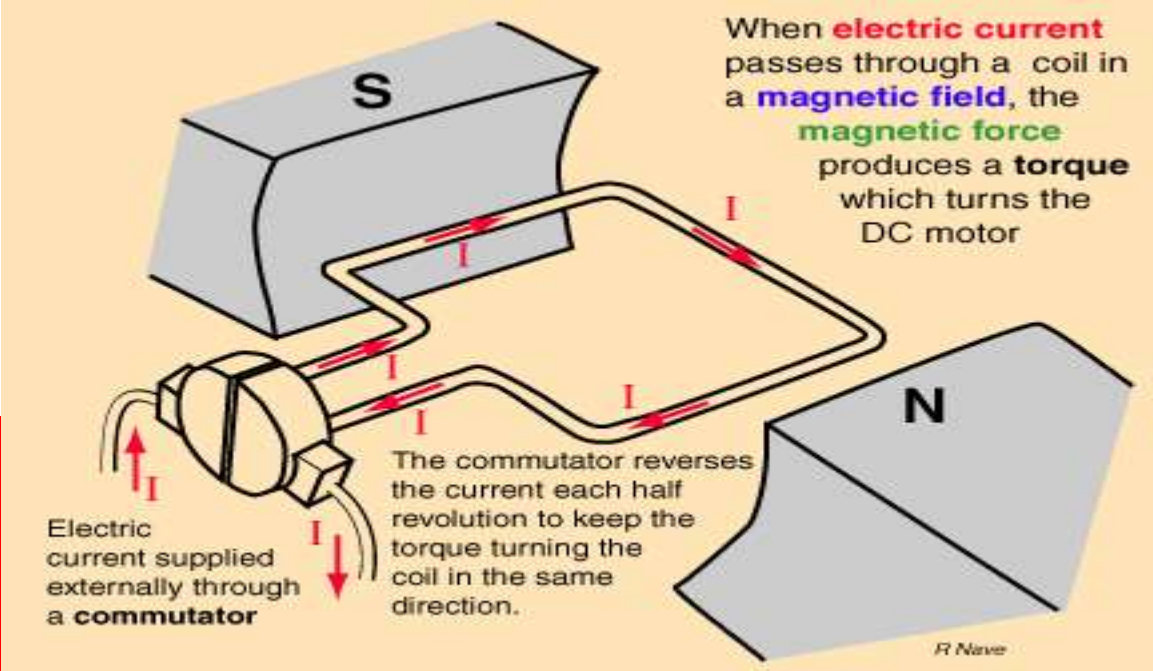 When electric current
passes through a coil in
a magnetic field, the
magnetic force
produces a torque
which turns the
DC motor
S
I
I
I
I
I
N
I
I
The commutator reverses
the current each half
revolution to keep the
torque turning the
coil in the same
direction.
Electric
current supplied
externally through
a commutator
R Nave